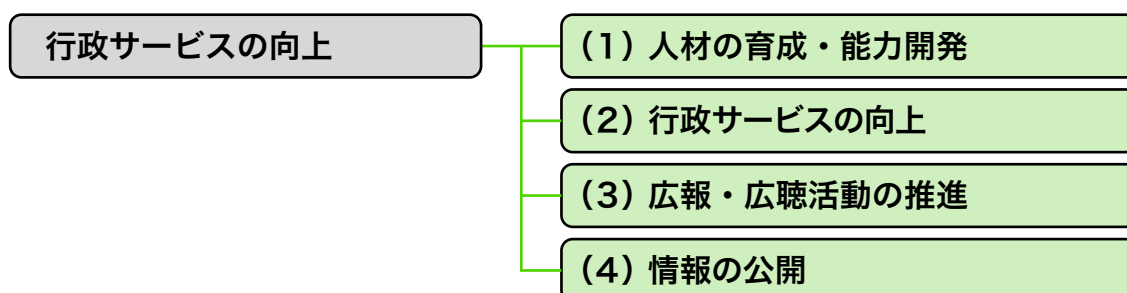 行政サービスの向上
（1）人材の育成・能力開発
（2）行政サービスの向上
（3）広報・広聴活動の推進
（4）情報の公開